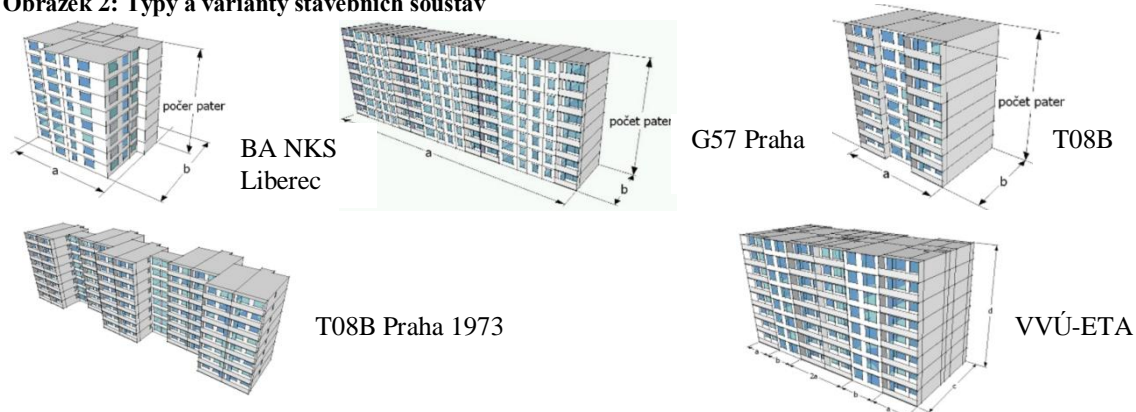 Obrázek 2: Typy a varianty stavebních soustav
počer pater
a
b
BA NKS
Liberec
počet pater
a
b
G57 Praha
počet pater
a
b
T08B
T08B Praha 1973
d
a
b
2a
b
a
c
VVÚ-ETA